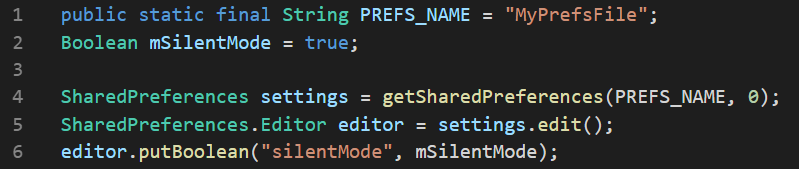 1 public static final String PREFS_NAME = "MyPrefsFile";
2 Boolean mSilentMode = true;
3
4 SharedPreferences settings = getSharedPreferences(PREFS_NAME, 0);
5 SharedPreferences.Editor editor = settings.edit();
6 editor.putBoolean("silentMode", mSilentMode);